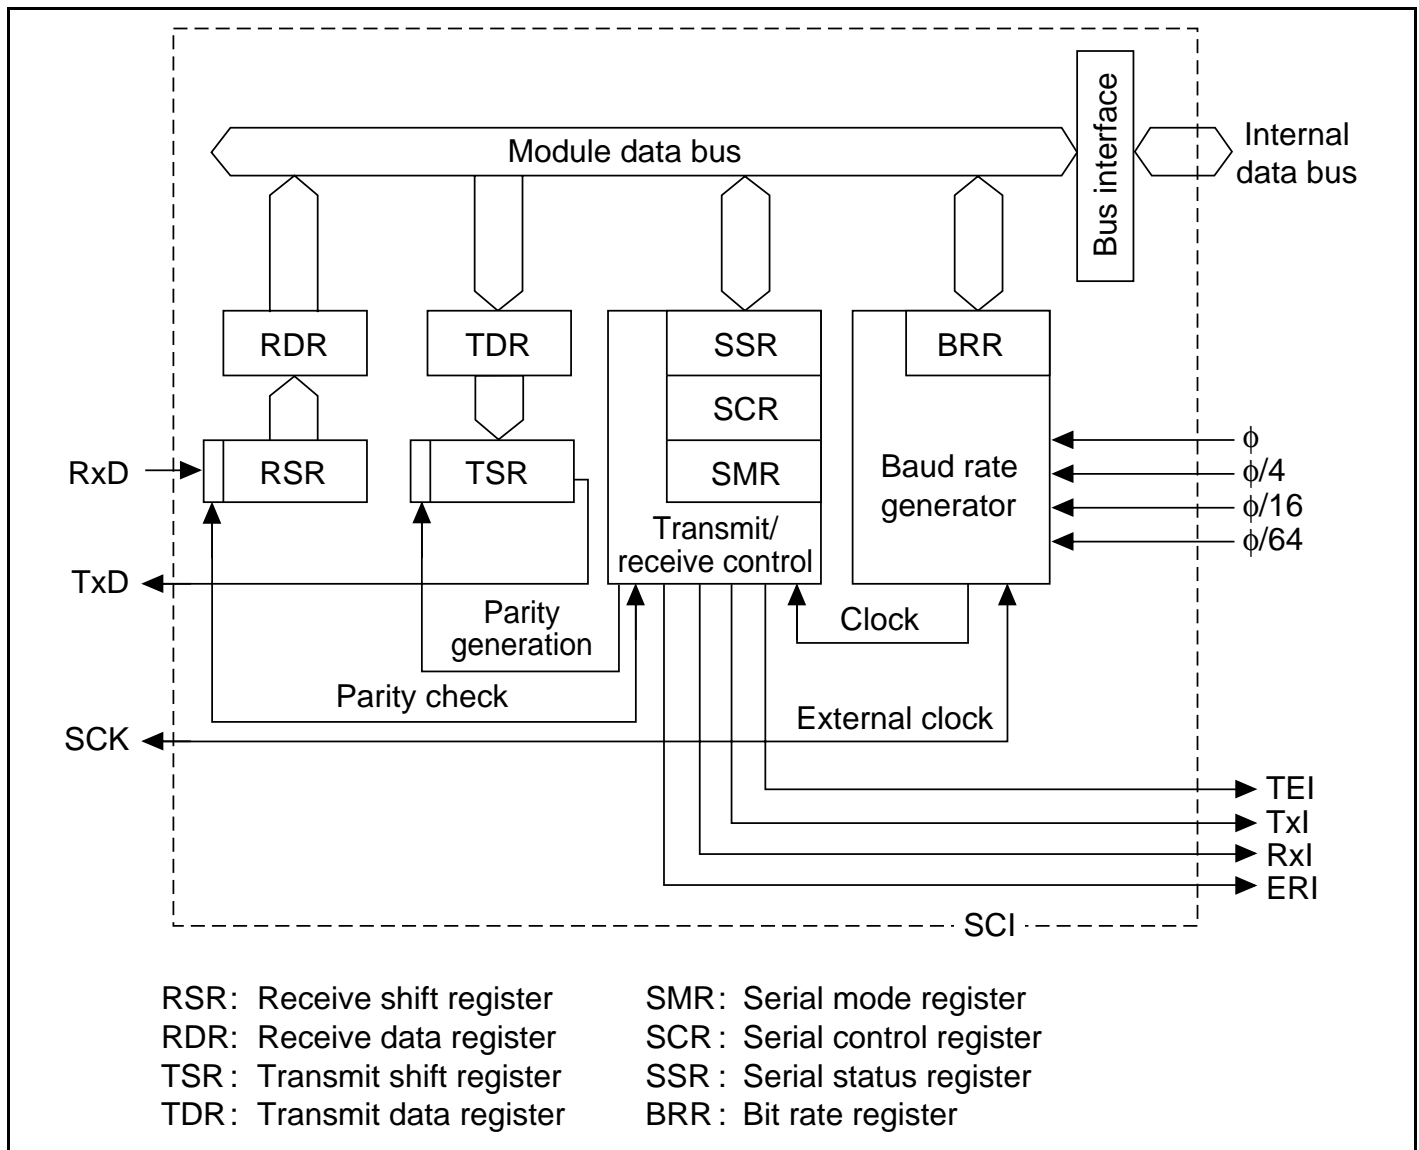 Module data bus
Bus interface
Internal
data bus
RDR
TDR
SSR
BRR
SCR
RxD
RSR
TSR
SMR
Baud rate
generator
ϕ
ϕ/4
ϕ/16
ϕ/64
Transmit/
receive control
TxD
Parity
generation
Clock
Parity check
External clock
SCK
TEI
TxI
RxI
ERI
SCI
RSR: Receive shift register
RDR: Receive data register
TSR: Transmit shift register
TDR: Transmit data register
SMR: Serial mode register
SCR: Serial control register
SSR: Serial status register
BRR: Bit rate register